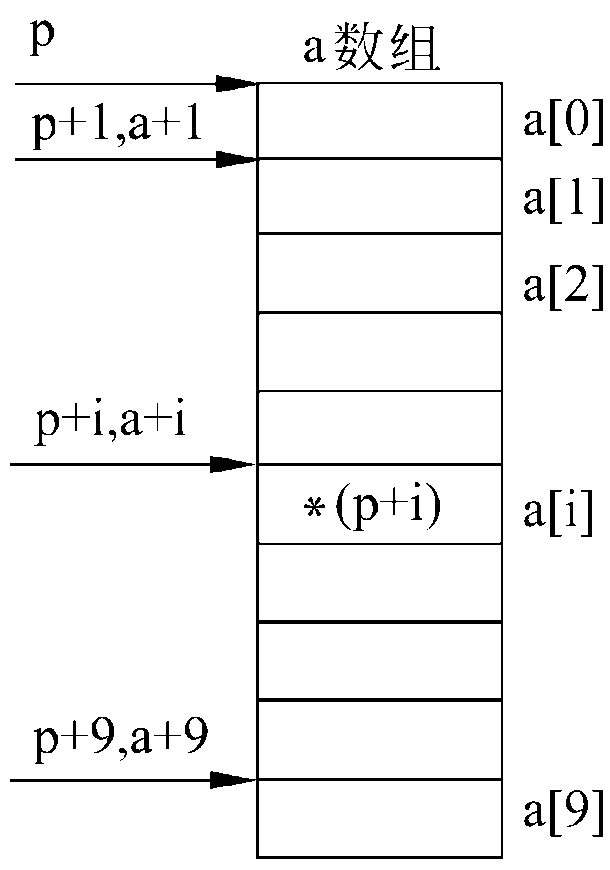 p
a数组
a[0]
p+1,a+1
a[1]
a[2]
p+i,a+i
*(p+i)
a[i]
p+9,a+9
a[9]